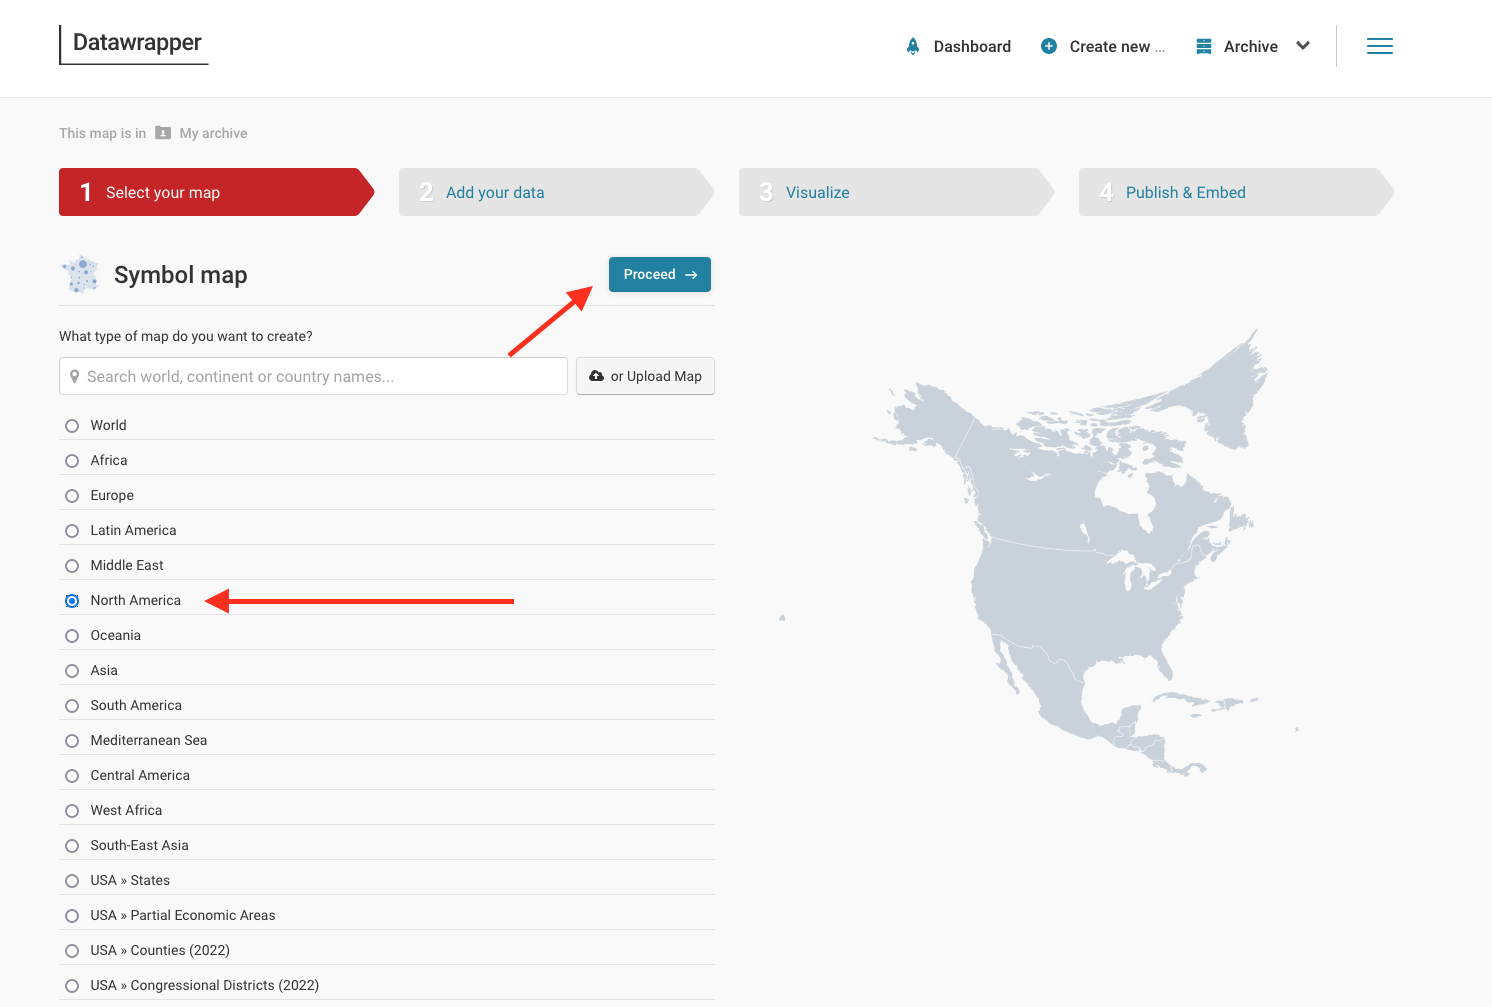 Datawrapper
Dashboard
Create new ...
Archive
This map is in My archive
1 Select your map
2 Add your data
3 Visualize
4 Publish & Embed
Symbol map
Proceed →
What type of map do you want to create?
Search world, continent or country names...
or Upload Map
World
Africa
Europe
Latin America
Middle East
North America
Oceania
Asia
South America
Mediterranean Sea
Central America
West Africa
South-East Asia
USA » States
USA » Partial Economic Areas
USA » Counties (2022)
USA » Congressional Districts (2022)